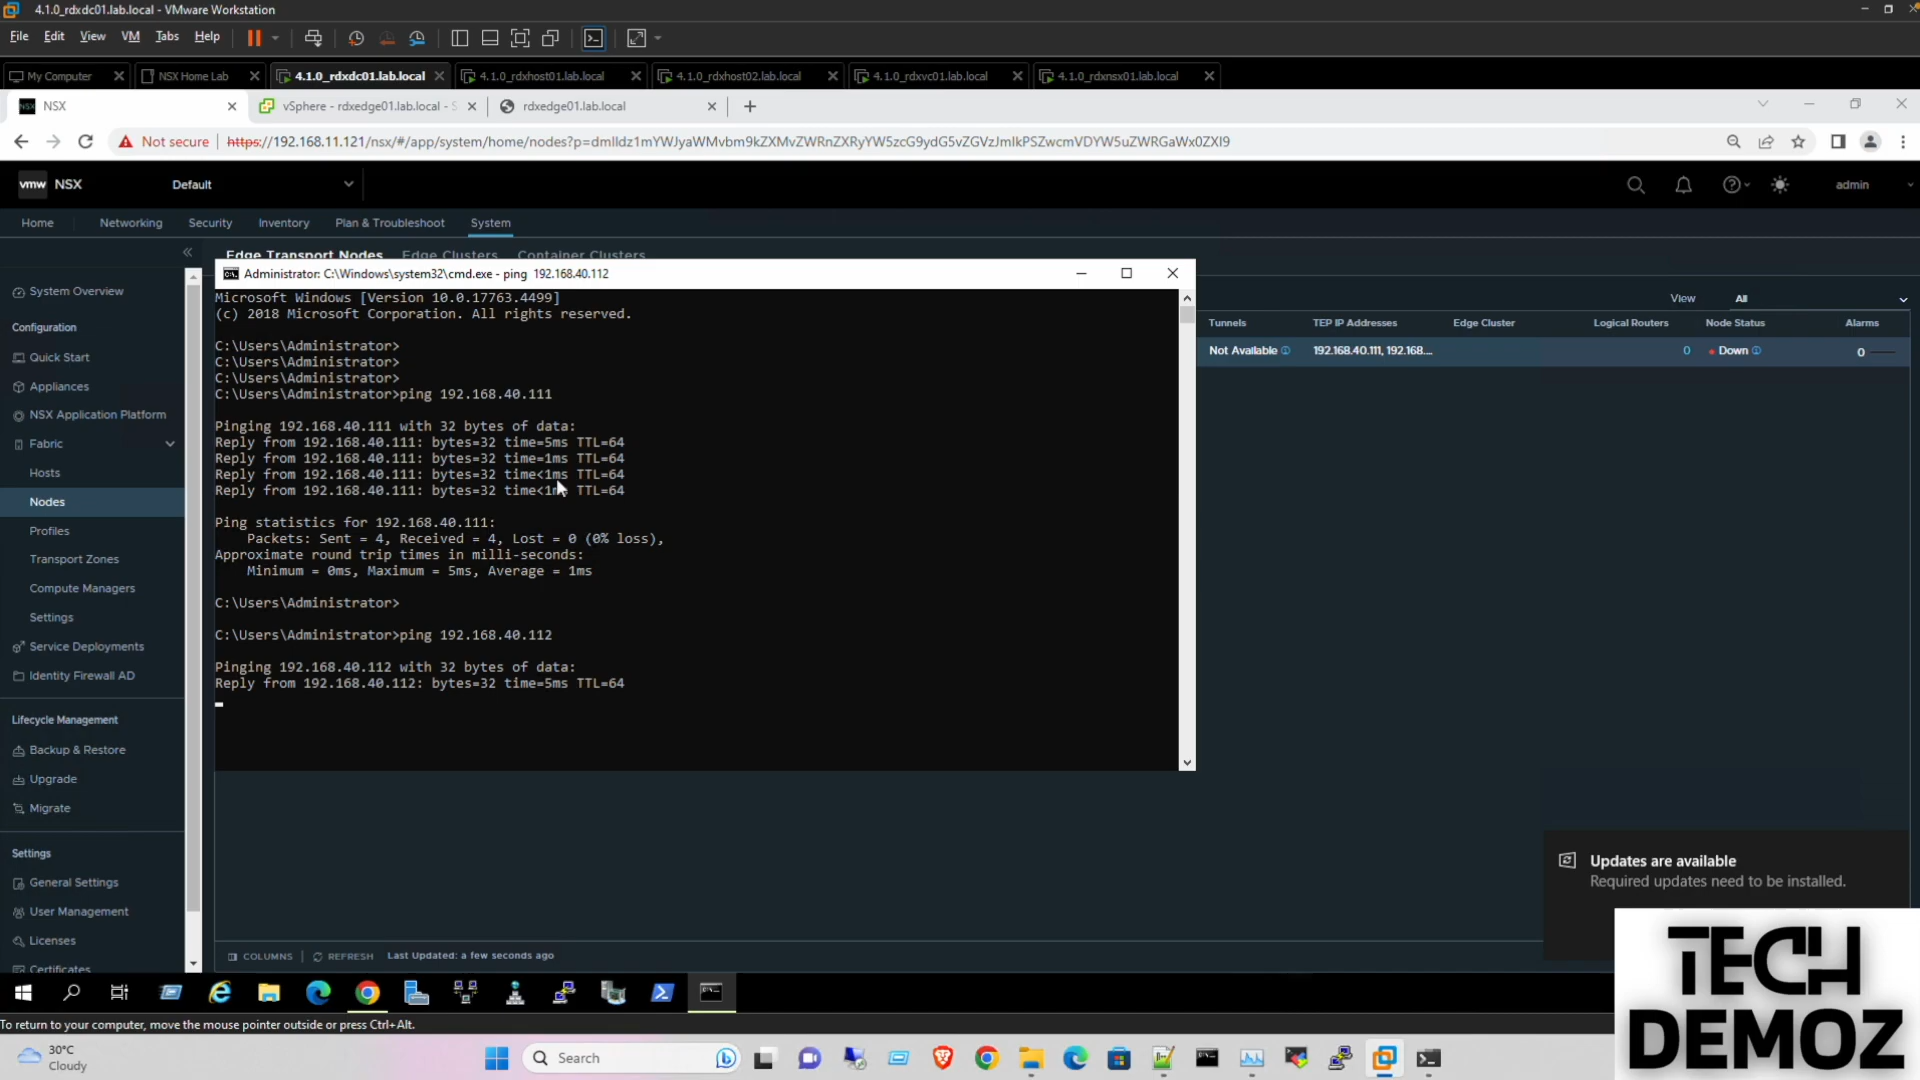 4.1.0_rdxdc01.lab.local - VMware Workstation
File Edit View VM Tabs Help
My Computer NSX Home Lab 4.1.0_rdxdc01.lab.local 4.1.0_rdxhost01.lab.local 4.1.0_rdxhost02.lab.local 4.1.0_rdxvc01.lab.local 4.1.0_rdxnsx01.lab.local
NSX vSphere - rdxedge01.lab.local - S rdxedge01.lab.local
Not secure https://192.168.11.121/nsx/#/app/system/home/nodes?p=dmlldz1mYWJyaWMvbm9kZXMvZWRnZXRyYW5zcG9ydG5vZGVzJmlkPSZwcmVDYW5uZWRGaWx0ZXI9
vmw NSX Default admin
Home Networking Security Inventory Plan & Troubleshoot System
Edge Transport Nodes Edge Clusters Container Clusters
Administrator: C:\Windows\system32\cmd.exe - ping 192.168.40.112
Microsoft Windows [Version 10.0.17763.4499]
(c) 2018 Microsoft Corporation. All rights reserved.
C:\Users\Administrator>
C:\Users\Administrator>
C:\Users\Administrator>
C:\Users\Administrator>ping 192.168.40.111
Pinging 192.168.40.111 with 32 bytes of data:
Reply from 192.168.40.111: bytes=32 time=5ms TTL=64
Reply from 192.168.40.111: bytes=32 time=1ms TTL=64
Reply from 192.168.40.111: bytes=32 time<1ms TTL=64
Reply from 192.168.40.111: bytes=32 time<1ms TTL=64
Ping statistics for 192.168.40.111:
Packets: Sent = 4, Received = 4, Lost = 0 (0% loss),
Approximate round trip times in milli-seconds:
Minimum = 0ms, Maximum = 5ms, Average = 1ms
C:\Users\Administrator>
C:\Users\Administrator>ping 192.168.40.112
Pinging 192.168.40.112 with 32 bytes of data:
Reply from 192.168.40.112: bytes=32 time=5ms TTL=64
View All
Tunnels TEP IP Addresses Edge Cluster Logical Routers Node Status Alarms
Not Available 192.168.40.111, 192.168.... 0 Down 0
System Overview
Configuration
Quick Start
Appliances
NSX Application Platform
Fabric
Hosts
Nodes
Profiles
Transport Zones
Compute Managers
Settings
Service Deployments
Identity Firewall AD
Lifecycle Management
Backup & Restore
Upgrade
Migrate
Settings
General Settings
User Management
Licenses
Certificates
COLUMNS REFRESH Last Updated: a few seconds ago
Updates are available
Required updates need to be installed.
TECH
DEMOZ
To return to your computer, move the mouse pointer outside or press Ctrl+Alt.
30°C
Cloudy
Search